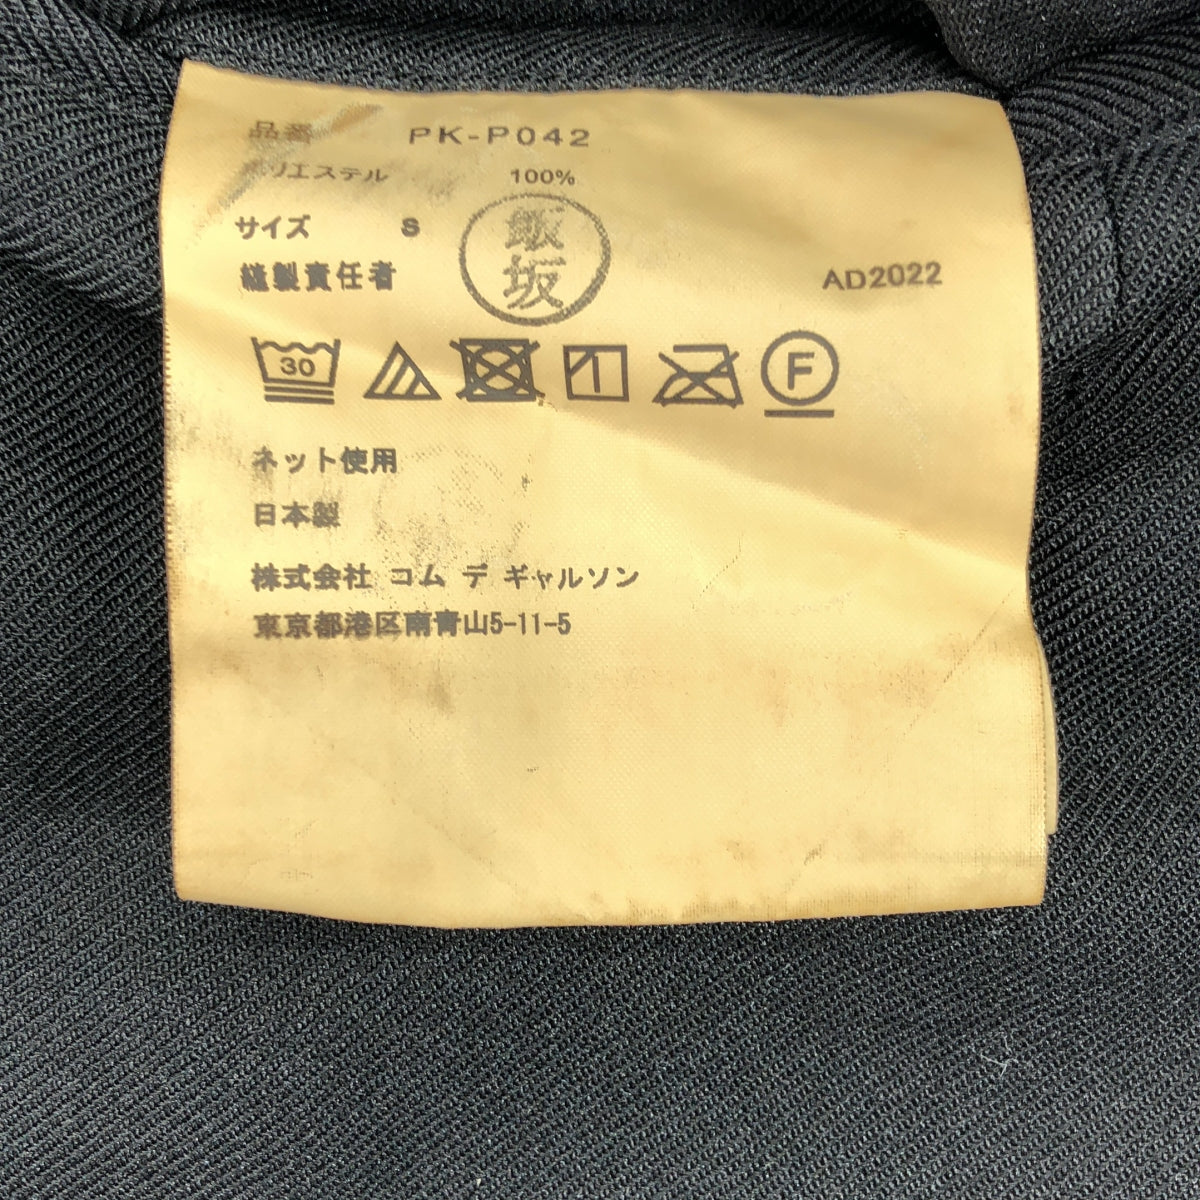 品番 PK-P042
ポリエステル 100%
サイズ S
縫製責任者 飯坂 AD2022
30 F
ネット使用
日本製
株式会社 コム デ ギャルソン
東京都港区南青山5-11-5